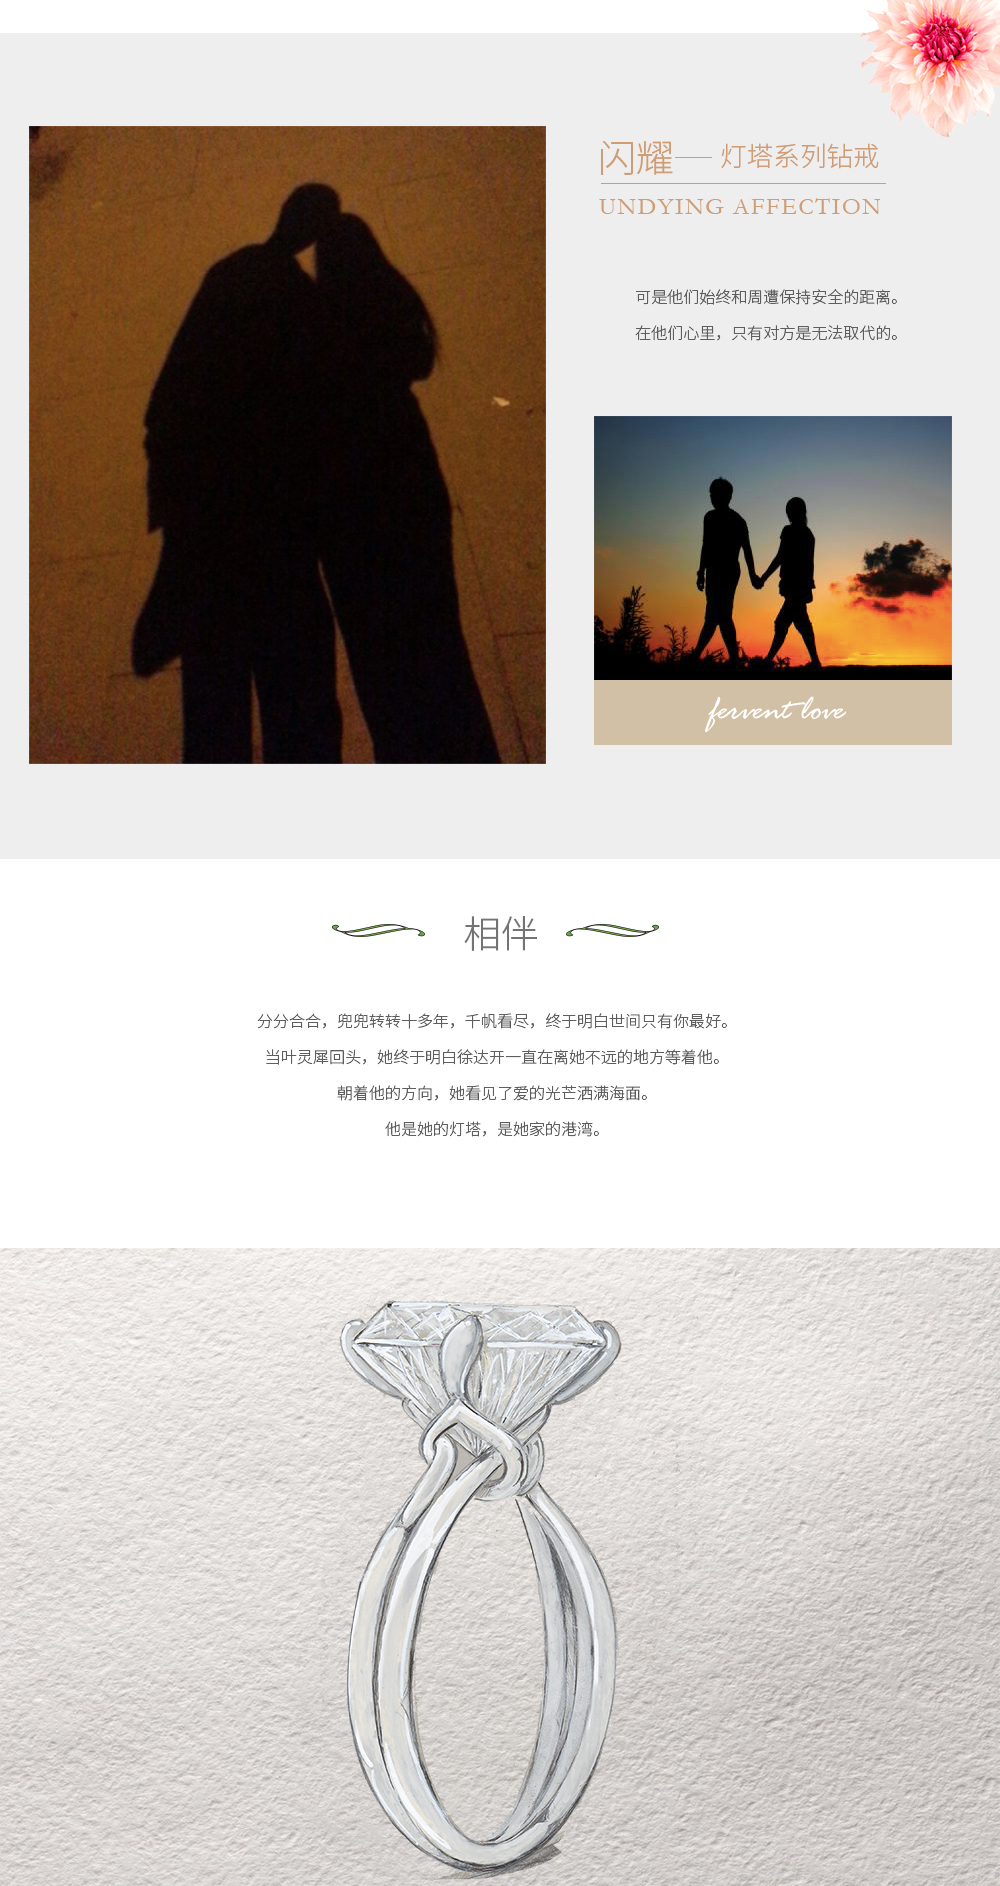 闪耀—— 灯塔系列钻戒
UNDYING AFFECTION
可是他们始终和周遭保持安全的距离。
在他们心里，只有对方是无法取代的。
fervent love
相伴
分分合合，兜兜转转十多年，千帆看尽，终于明白世间只有你最好。
当叶灵犀回头，她终于明白徐达开一直在离她不远的地方等着他。
朝着他的方向，她看见了爱的光芒洒满海面。
他是她的灯塔，是她家的港湾。